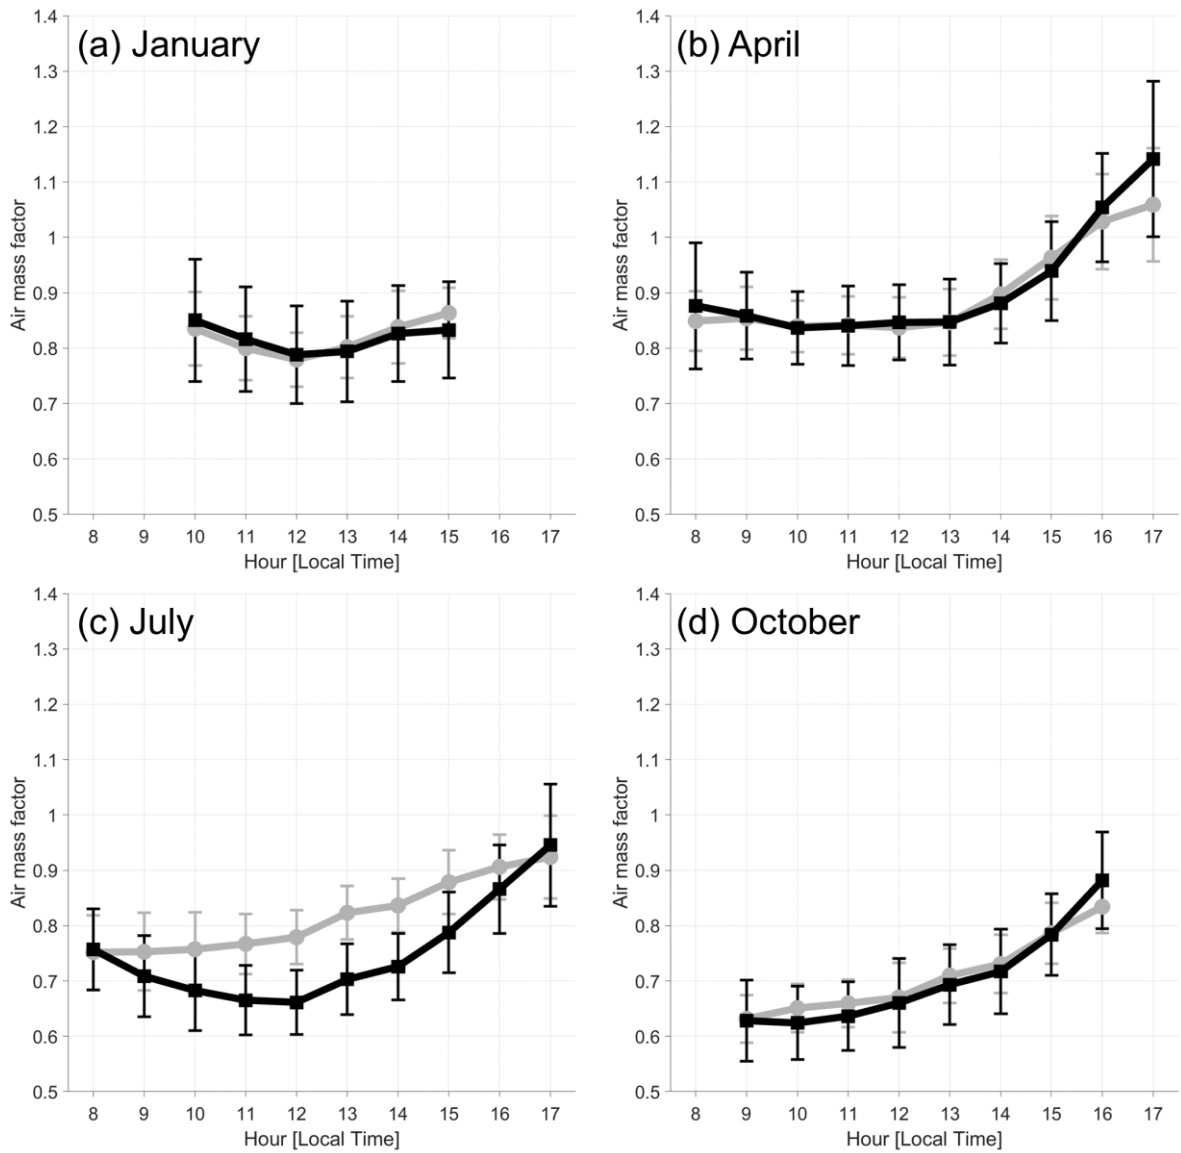 (a) January
1.4
1.3
1.2
1.1
1
0.9
0.8
0.7
0.6
0.5
Air mass factor
8 9 10 11 12 13 14 15 16 17
Hour [Local Time]
(b) April
1.4
1.3
1.2
1.1
1
0.9
0.8
0.7
0.6
0.5
Air mass factor
8 9 10 11 12 13 14 15 16 17
Hour [Local Time]
(c) July
1.4
1.3
1.2
1.1
1
0.9
0.8
0.7
0.6
0.5
Air mass factor
8 9 10 11 12 13 14 15 16 17
Hour [Local Time]
(d) October
1.4
1.3
1.2
1.1
1
0.9
0.8
0.7
0.6
0.5
Air mass factor
8 9 10 11 12 13 14 15 16 17
Hour [Local Time]